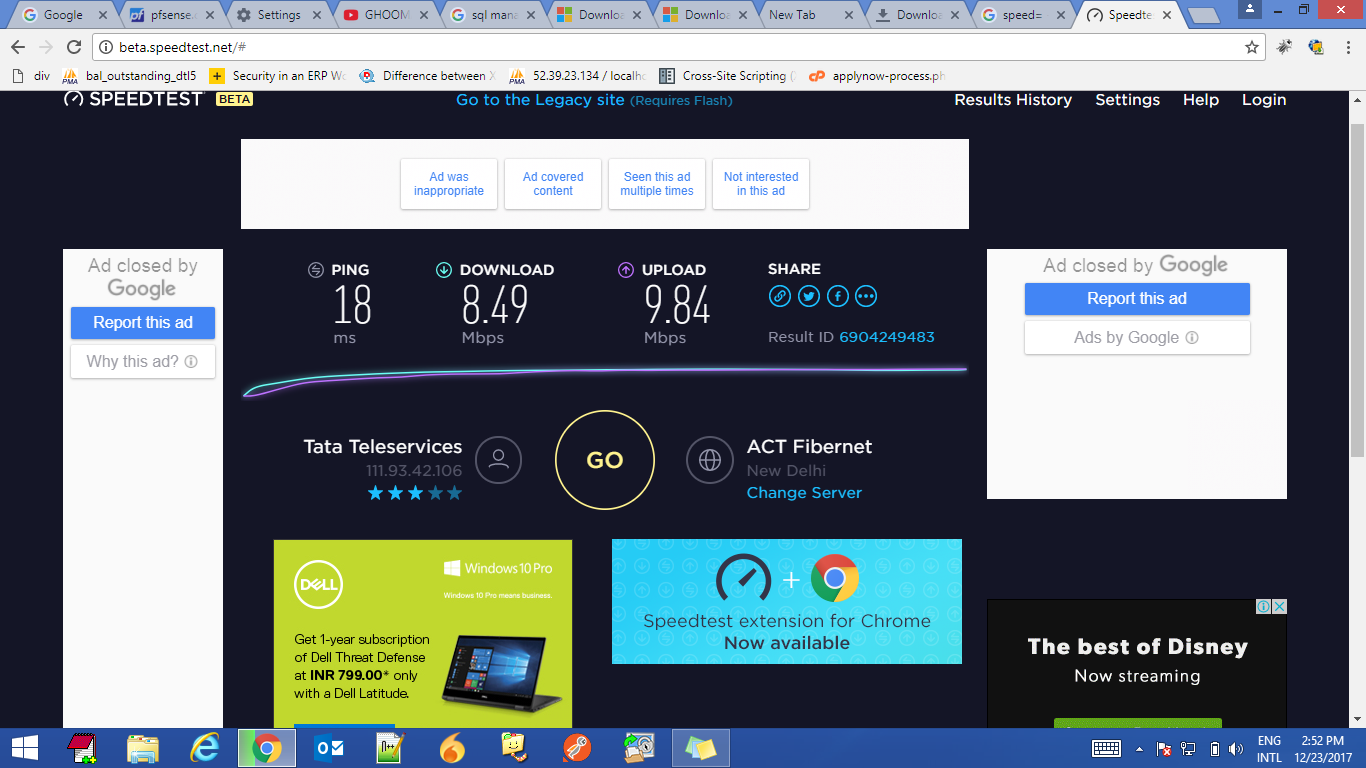 Google
pfsense.
Settings
GHOOM
sql mana
Downloa
Downloa
New Tab
Downloa
speed=
Speedte
beta.speedtest.net/#
div
bal_outstanding_dtl5
Security in an ERP Wo
Difference between X
PMA
52.39.23.134 / localho
Cross-Site Scripting (
applynow-process.ph
SPEEDTEST BETA
Go to the Legacy site (Requires Flash)
Results History
Settings
Help
Login
Ad was
inappropriate
Ad covered
content
Seen this ad
multiple times
Not interested
in this ad
Ad closed by
Google
Report this ad
Why this ad?
PING
18
ms
DOWNLOAD
8.49
Mbps
UPLOAD
9.84
Mbps
SHARE
Result ID 6904249483
Ad closed by Google
Report this ad
Ads by Google
Tata Teleservices
111.93.42.106
GO
ACT Fibernet
New Delhi
Change Server
DELL
Windows 10 Pro
Windows 10 Pro means business.
Get 1-year subscription
of Dell Threat Defense
at INR 799.00* only
with a Dell Latitude.
Speedtest extension for Chrome
Now available
The best of Disney
Now streaming
ENG
INTL
2:52 PM
12/23/2017